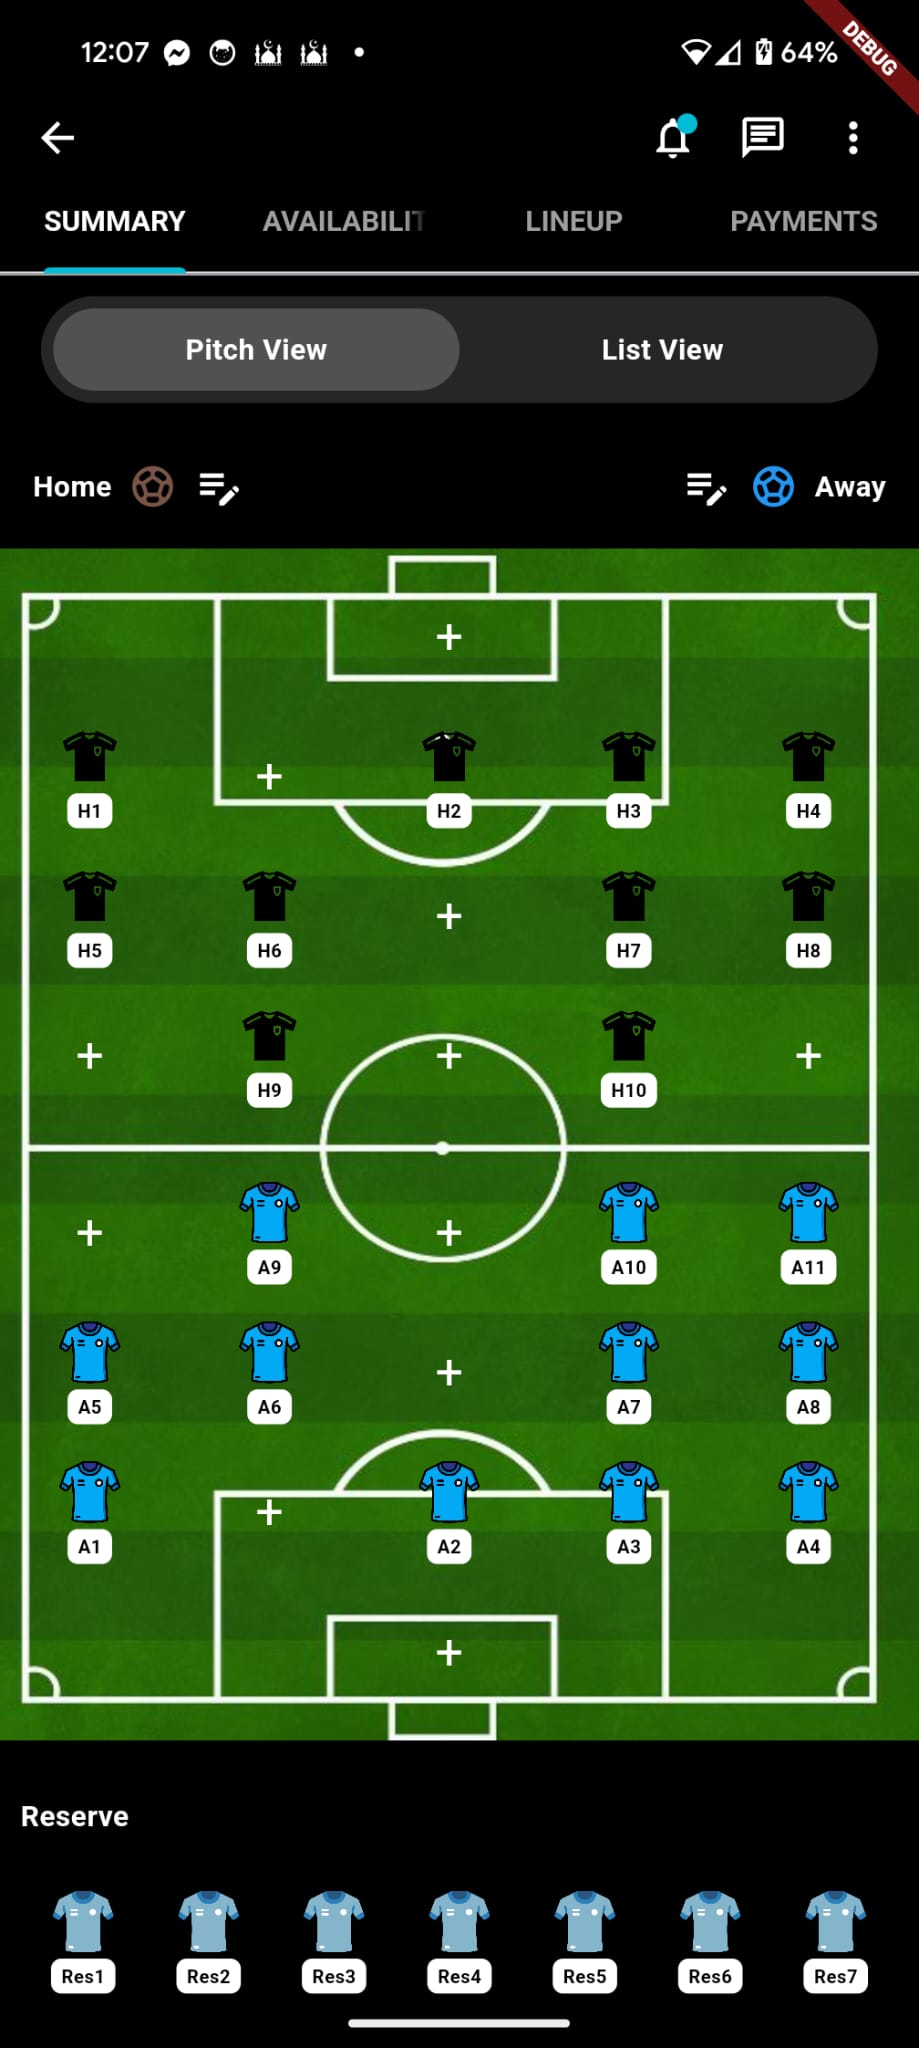 12:07
64%
DEBUG
SUMMARY AVAILABILIT LINEUP PAYMENTS
Pitch View List View
Home Away
H1 H2 H3 H4
H5 H6 H7 H8
H9 H10
A9 A10 A11
A5 A6 A7 A8
A1 A2 A3 A4
Reserve
Res1 Res2 Res3 Res4 Res5 Res6 Res7